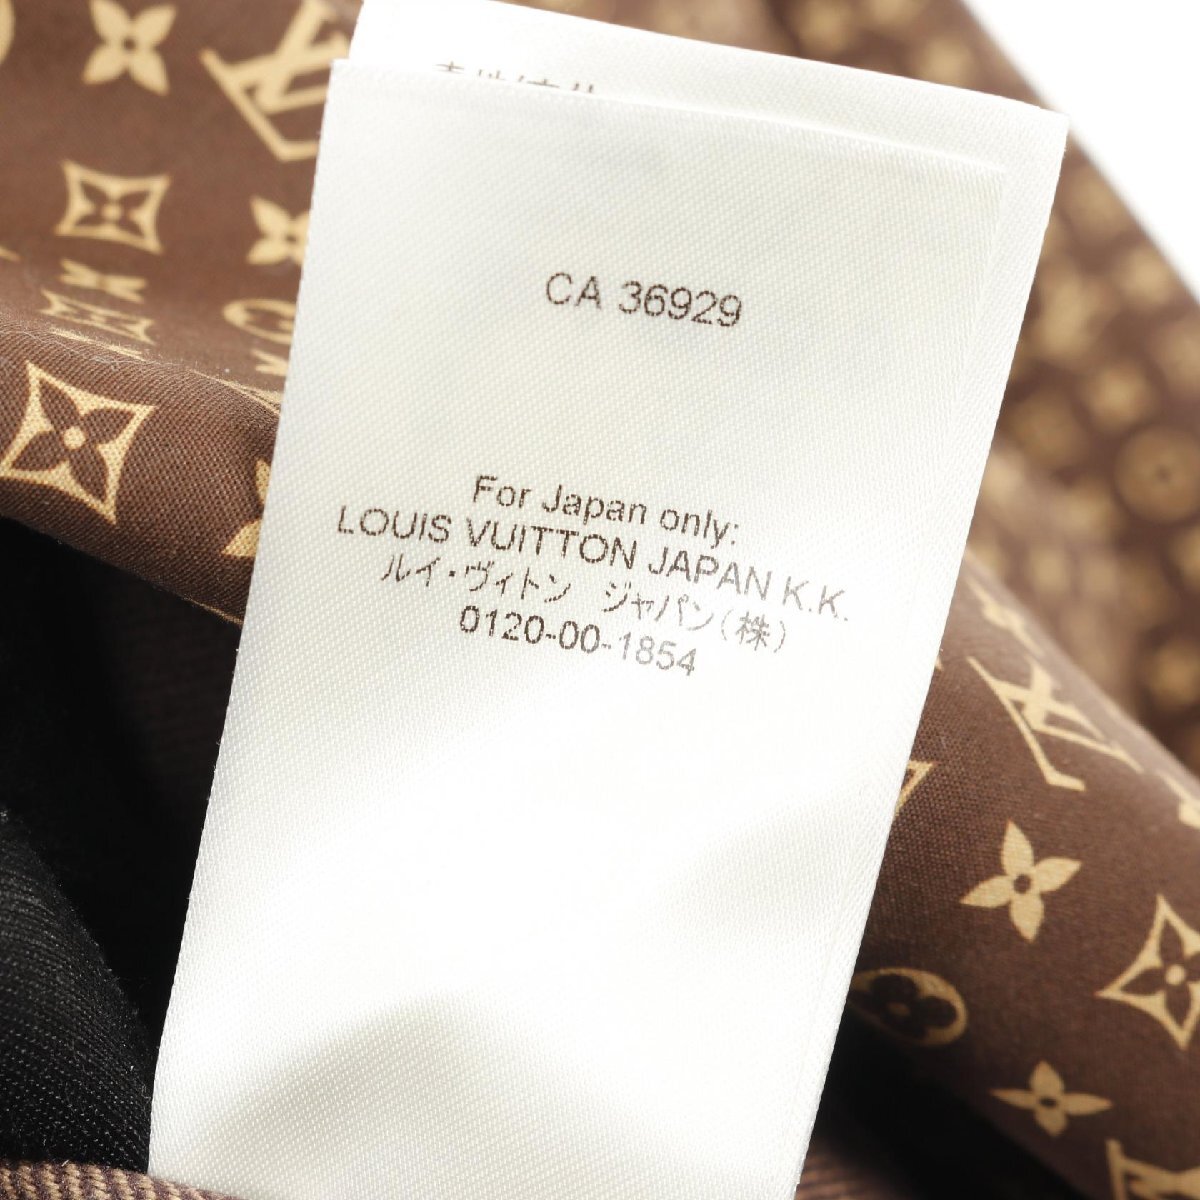 CA 36929
For Japan only:
LOUIS VUITTON JAPAN K.K.
ルイ・ヴィトン ジャパン(株)
0120-00-1854